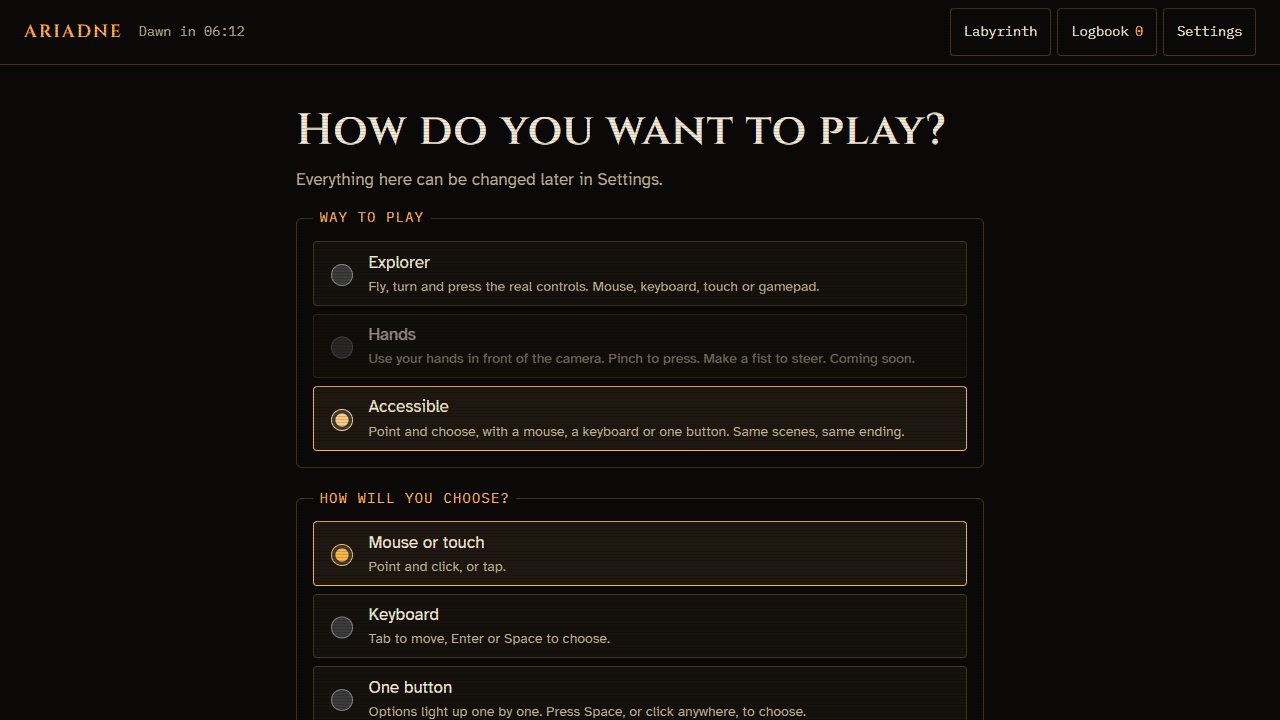 ARIADNE
Dawn in 06:12
Labyrinth
Logbook 0
Settings
How do you want to play?
Everything here can be changed later in Settings.
WAY TO PLAY
Explorer
Fly, turn and press the real controls. Mouse, keyboard, touch or gamepad.
Hands
Use your hands in front of the camera. Pinch to press. Make a fist to steer. Coming soon.
Accessible
Point and choose, with a mouse, a keyboard or one button. Same scenes, same ending.
HOW WILL YOU CHOOSE?
Mouse or touch
Point and click, or tap.
Keyboard
Tab to move, Enter or Space to choose.
One button
Options light up one by one. Press Space, or click anywhere, to choose.